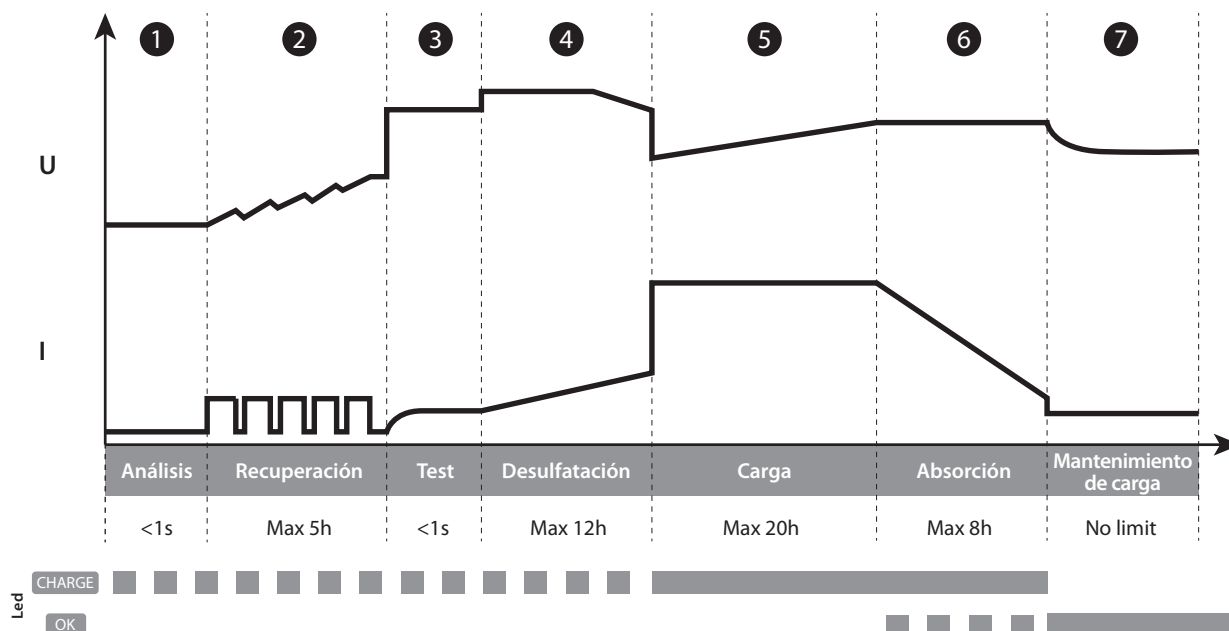 1 2 3 4 5 6 7
U
I
Análisis Recuperación Test Desulfatación Carga Absorción Mantenimiento
de carga
<1s Max 5h <1s Max 12h Max 20h Max 8h No limit
Led
CHARGE
OK